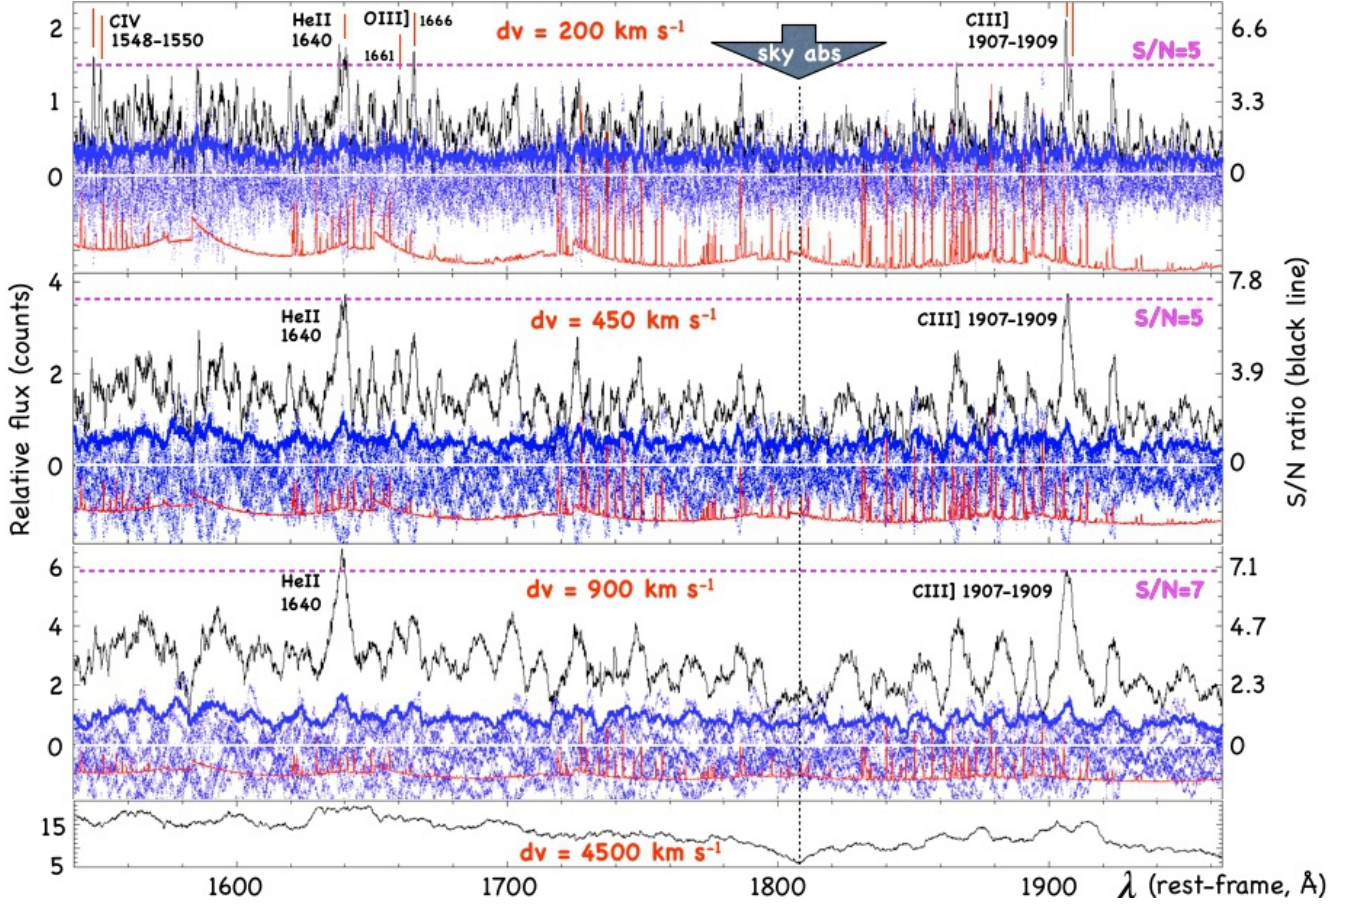 CIV
1548-1550
HeII
1640
OIII]
1666
1661
dv = 200 km s⁻¹
sky abs
CIII]
1907-1909
S/N=5
2
1
0
6.6
3.3
0
HeII
1640
dv = 450 km s⁻¹
CIII] 1907-1909
S/N=5
4
2
0
7.8
3.9
0
Relative flux (counts)
S/N ratio (black line)
HeII
1640
dv = 900 km s⁻¹
CIII] 1907-1909
S/N=7
6
4
2
0
7.1
4.7
2.3
0
15
5
dv = 4500 km s⁻¹
1600
1700
1800
1900
λ (rest-frame, Å)